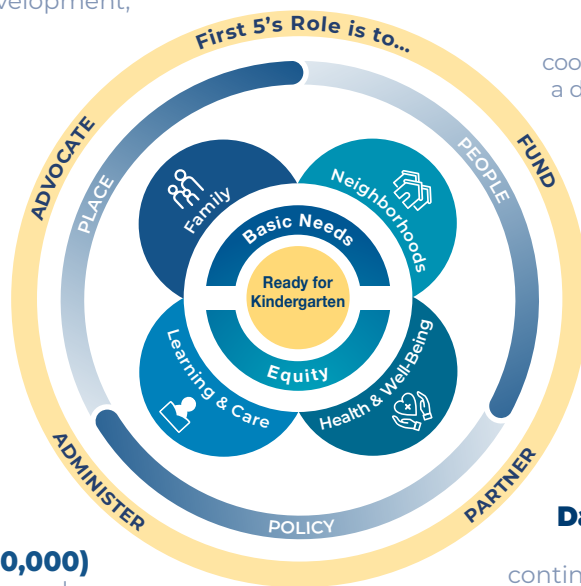 velopment,
First 5's Role is to...
coo
a d
ADVOCATE
FUND
PLACE
PEOPLE
Family
Neighborhoods
Basic Needs
Ready for
Kindergarten
Equity
Learning & Care
Health & Well-Being
ADMINISTER
PARTNER
POLICY
Da
0,000)
contin